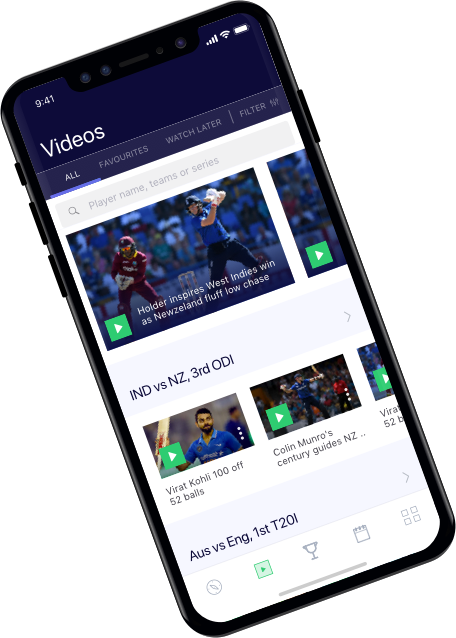 9:41
Videos
ALL FAVOURITES WATCH LATER FILTER
Player name, teams or series
Holder inspires West Indies win
as Newzeland fluff low chase
IND vs NZ, 3rd ODI
Virat Kohli 100 off
52 balls
Colin Munro's
century guides NZ ..
Virat
52 b
Aus vs Eng, 1st T20I